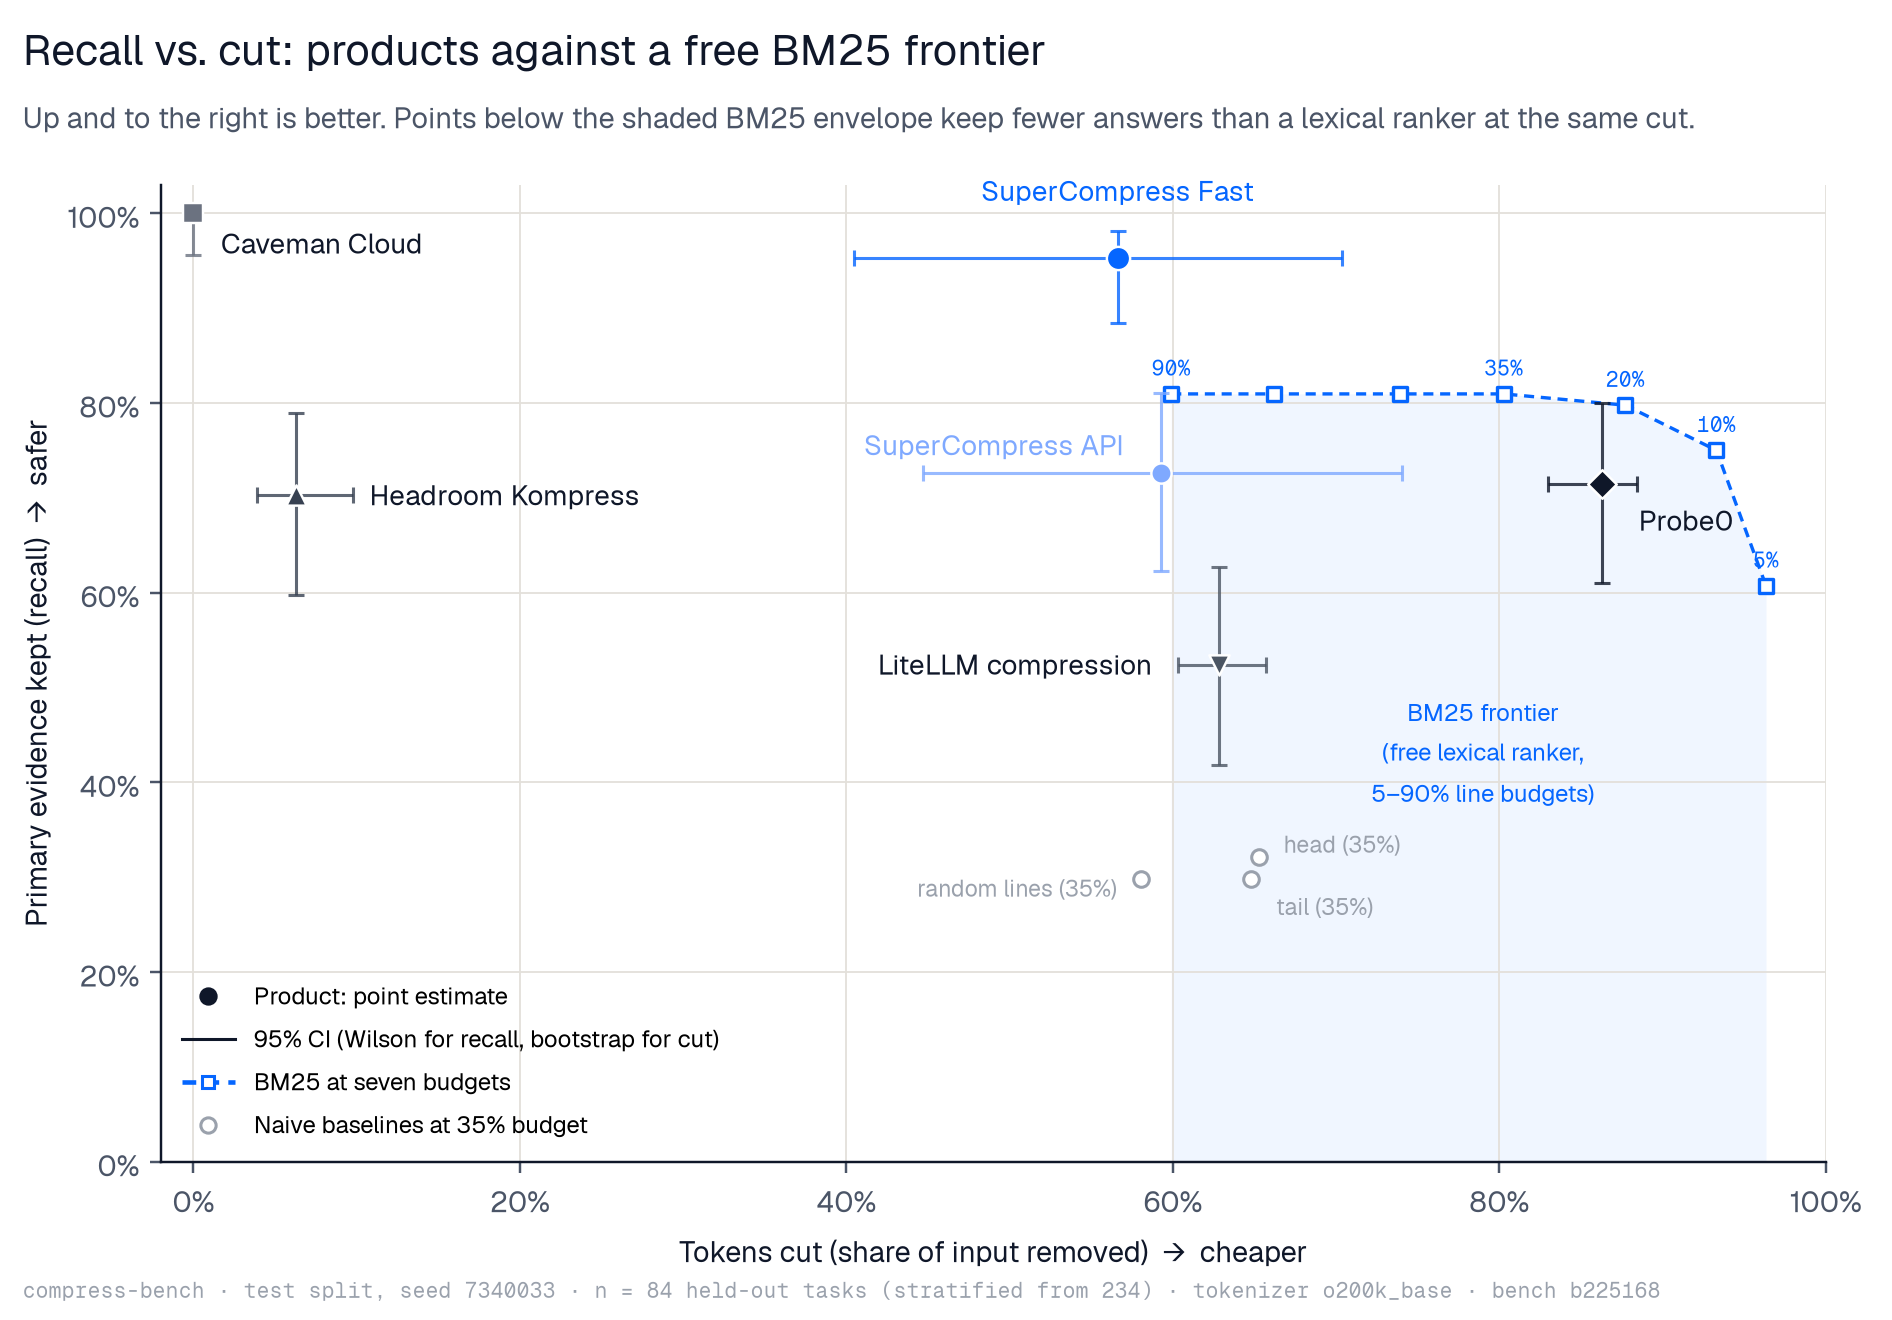 Recall vs. cut: products against a free BM25 frontier
Up and to the right is better. Points below the shaded BM25 envelope keep fewer answers than a lexical ranker at the same cut.
SuperCompress Fast
100%
Caveman Cloud
90%
35%
20%
80%
10%
SuperCompress API
Headroom Kompress
Probe0
5%
60%
LiteLLM compression
BM25 frontier
(free lexical ranker,
5–90% line budgets)
40%
head (35%)
random lines (35%)
tail (35%)
20%
Product: point estimate
95% CI (Wilson for recall, bootstrap for cut)
BM25 at seven budgets
Naive baselines at 35% budget
0%
Primary evidence kept (recall) → safer
0%
20%
40%
60%
80%
100%
Tokens cut (share of input removed) → cheaper
compress-bench · test split, seed 7340033 · n = 84 held-out tasks (stratified from 234) · tokenizer o200k_base · bench b225168